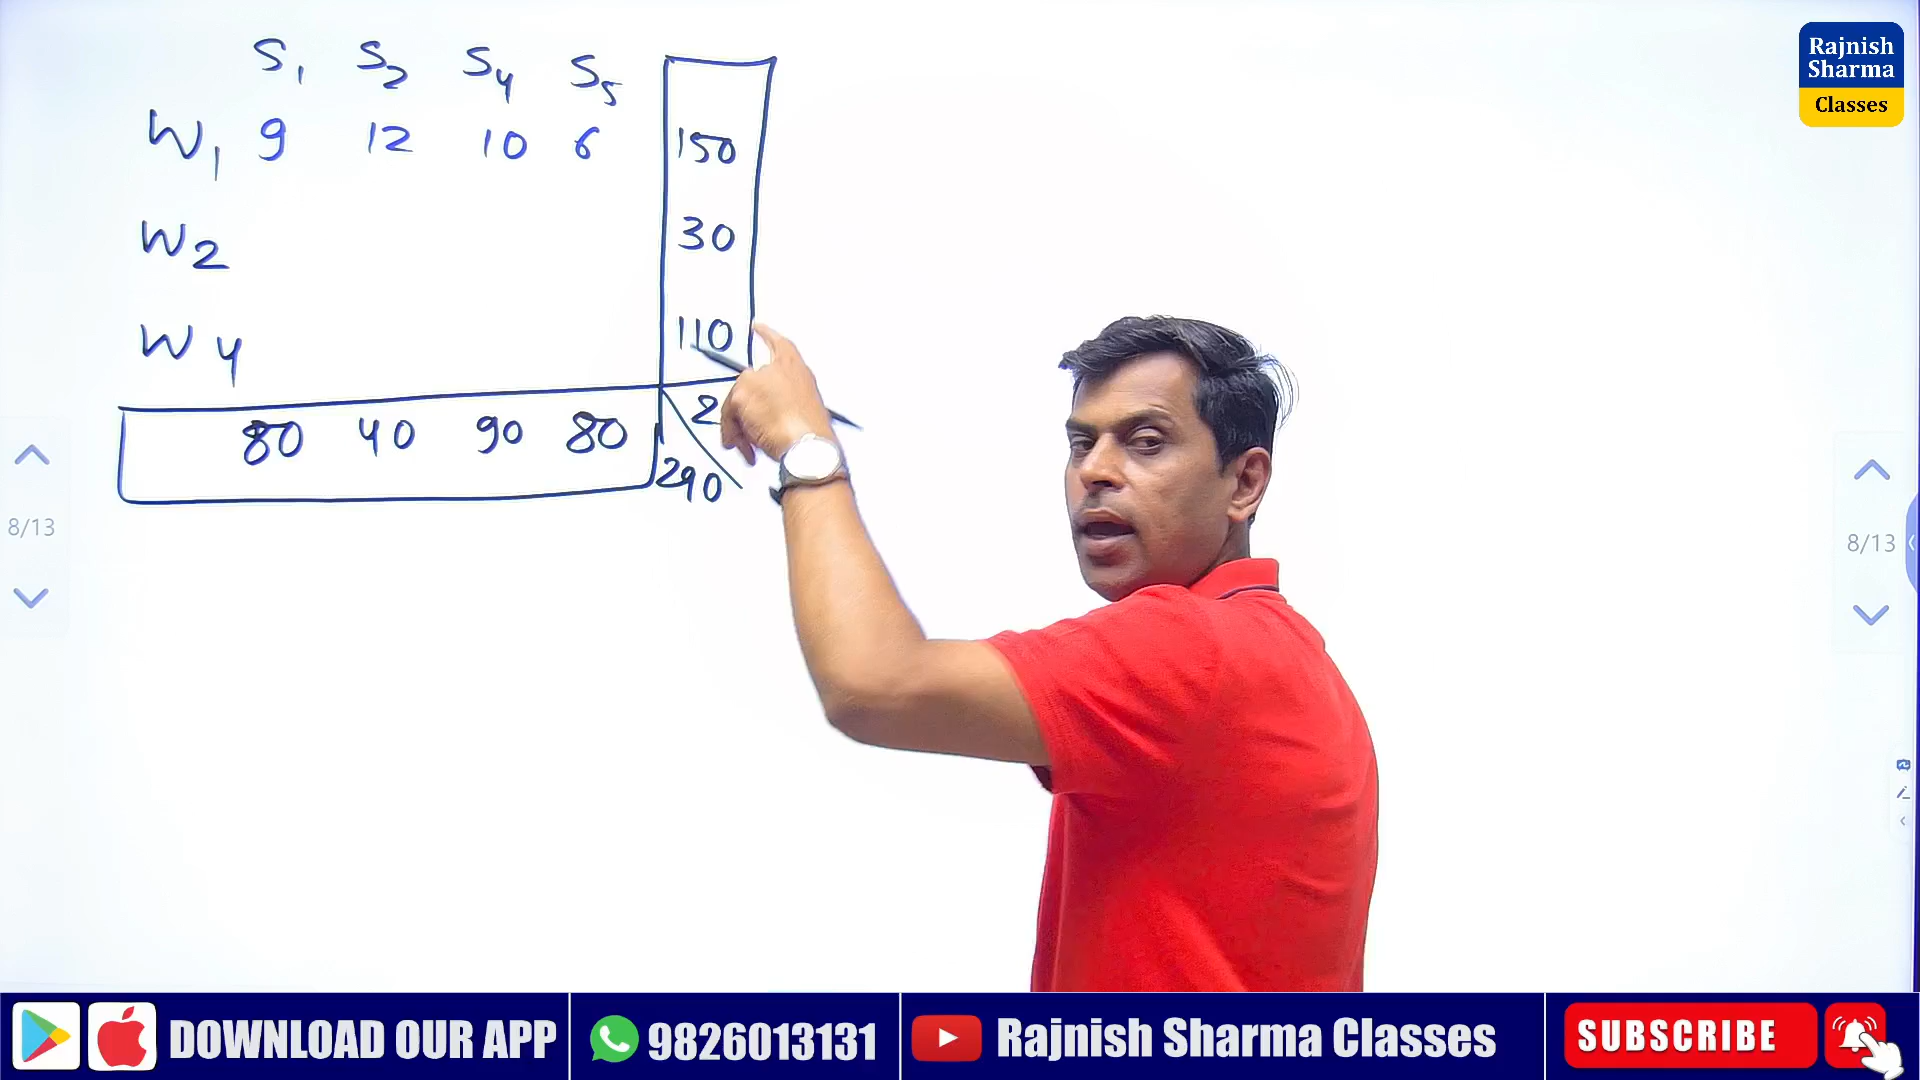 S1 S2 S4 S5
W1 9 12 10 6 150
W2 30
W4 110
80 40 90 80 2
290
Rajnish
Sharma
Classes
8/13
8/13
DOWNLOAD OUR APP 9826013131 Rajnish Sharma Classes SUBSCRIBE